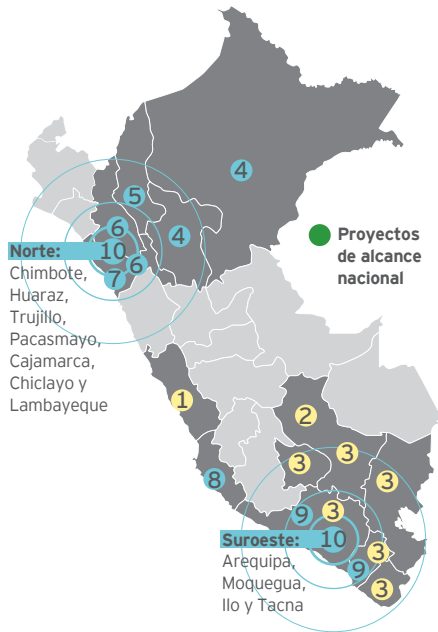 4
5
4
6
Proyectos
de alcance
nacional
Norte:
10
6
7
Chimbote,
Huaraz,
Trujillo,
Pacasmayo,
Cajamarca,
Chiclayo y
Lambayeque
1
2
3
3
3
8
9
3
Suroeste:
10
3
9
3
Arequipa,
Moquegua,
Ilo y Tacna